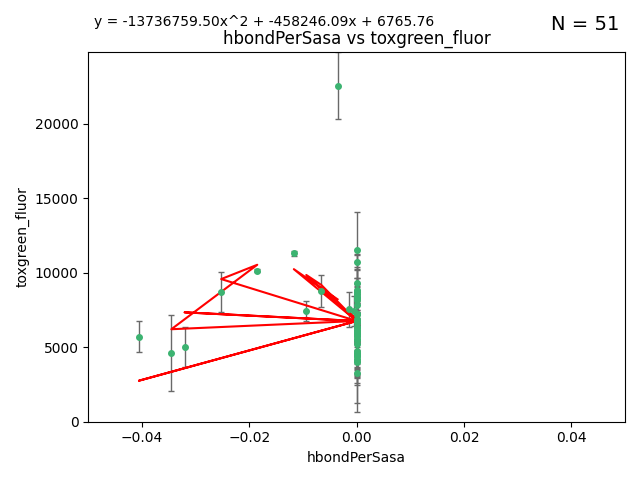 y = -13736759.50x^2 + -458246.09x + 6765.76
N = 51
hbondPerSasa vs toxgreen_fluor
toxgreen_fluor
20000
15000
10000
5000
0
−0.04
−0.02
0.00
0.02
0.04
hbondPerSasa